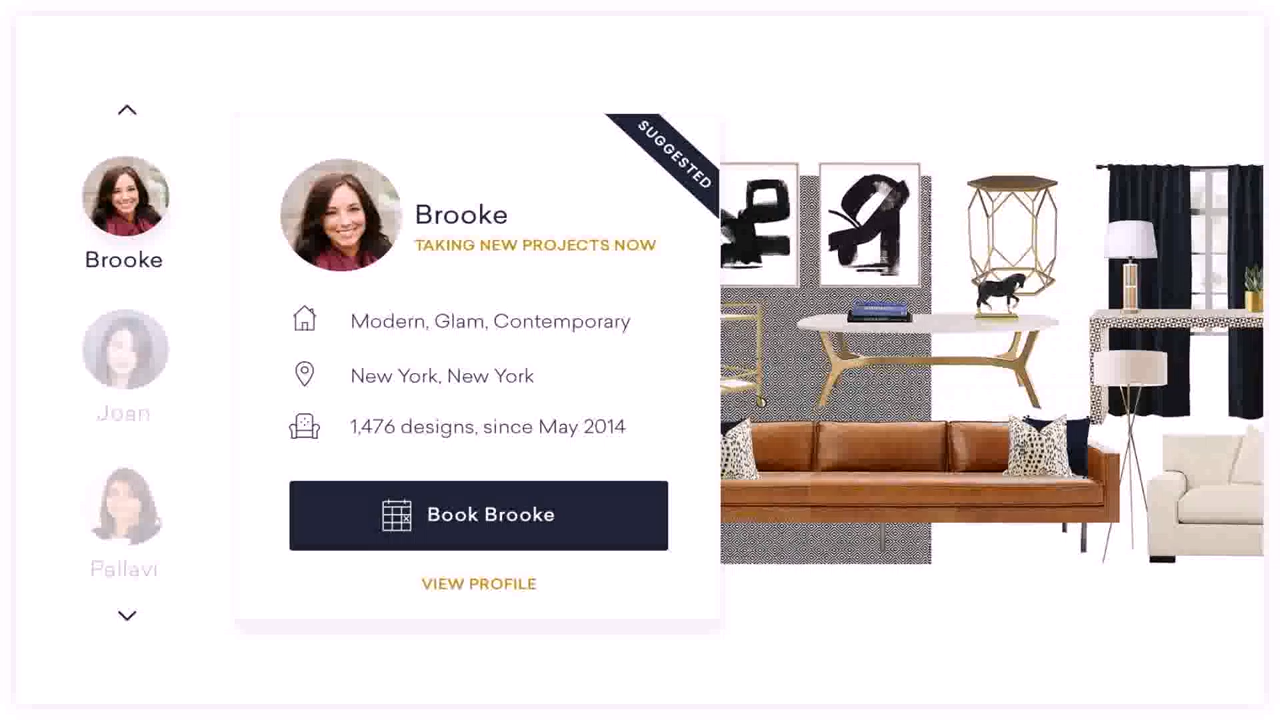 Brooke
Joan
Pallavi
SUGGESTED
Brooke
TAKING NEW PROJECTS NOW
Modern, Glam, Contemporary
New York, New York
1,476 designs, since May 2014
Book Brooke
VIEW PROFILE